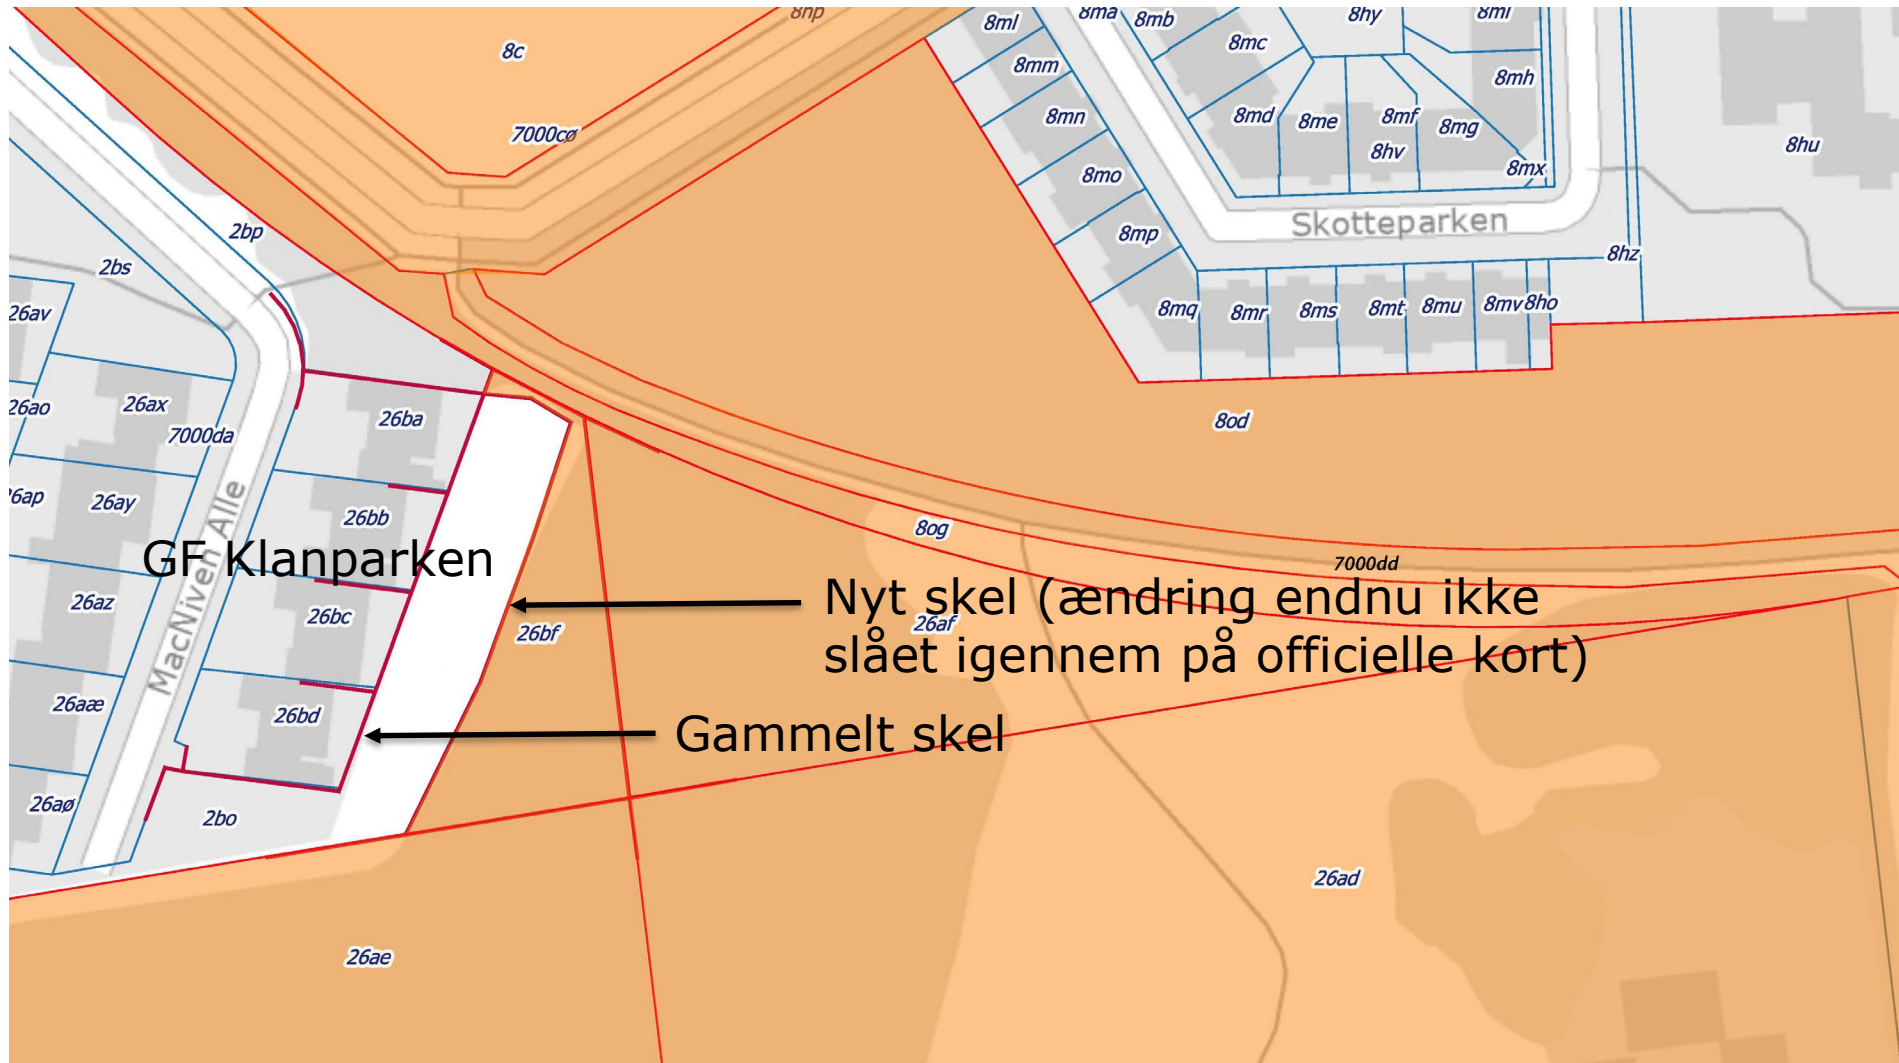 8np
8ml
8ma
8mb
8hy
8c
8mc
8mm
8mh
7000cø
8mn
8md
8me
8mf
8mg
8hu
8hv
8mx
8mo
Skotteparken
2bp
8mp
8hz
2bs
26av
8mq
8mr
8ms
8mt
8mu
8mv
8ho
26ao
26ax
26ba
8od
7000da
26ay
26bb
8og
MacNiven Alle
GF Klanparken
7000dd
Nyt skel (ændring endnu ikke
slået igennem på officielle kort)
26az
26bc
26bf
26af
26aæ
26bd
Gammelt skel
26aø
2bo
26ad
26ae